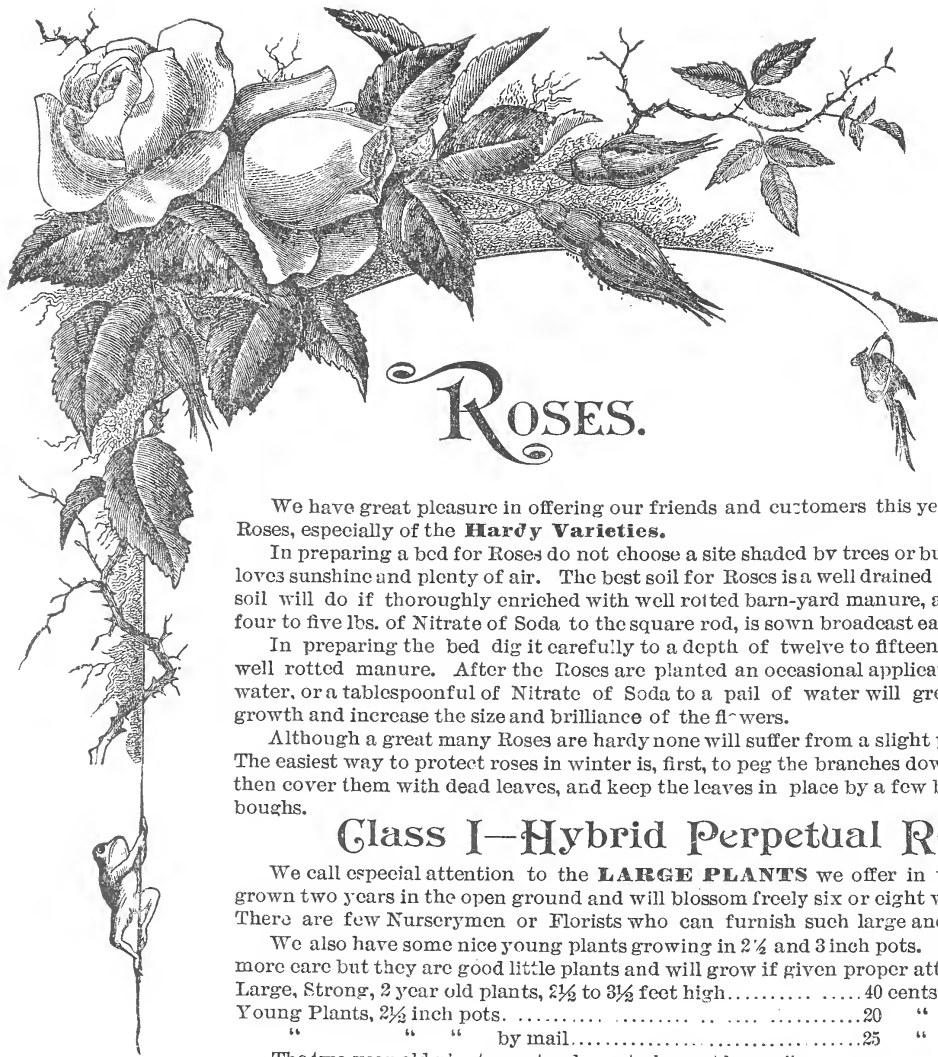 ROSES.
We have great pleasure in offering our friends and customers this
Roses, especially of the Hardy Varieties.
In preparing a bed for Roses do not choose a site shaded by trees or
loves sunshine and plenty of air. The best soil for Roses is a well drained
soil will do if thoroughly enriched with well rotted barn-yard manure,
four to five lbs. of Nitrate of Soda to the square rod, is sown broadcast
In preparing the bed dig it carefully to a depth of twelve to fifteen
well rotted manure. After the Roses are planted an occasional
water, or a tablespoonful of Nitrate of Soda to a pail of water will
growth and increase the size and brilliance of the flowers.
Although a great many Roses are hardy none will suffer from a slight
The easiest way to protect roses in winter is, first, to peg the branches
then cover them with dead leaves, and keep the leaves in place by a few
boughs.
Class I—Hybrid Perpetual
We call especial attention to the LARGE PLANTS we offer in
grown two years in the open ground and will blossom freely six or eight
There are few Nurserymen or Florists who can furnish such large
We also have some nice young plants growing in 2½ and 3 inch pots.
more care but they are good little plants and will grow if given proper
Large, Strong, 2 year old plants, 2½ to 3½ feet high.......... .....40 cents
Young Plants, 2½ inch pots. ............................................20 “
“ “ “ by mail....................................25 “